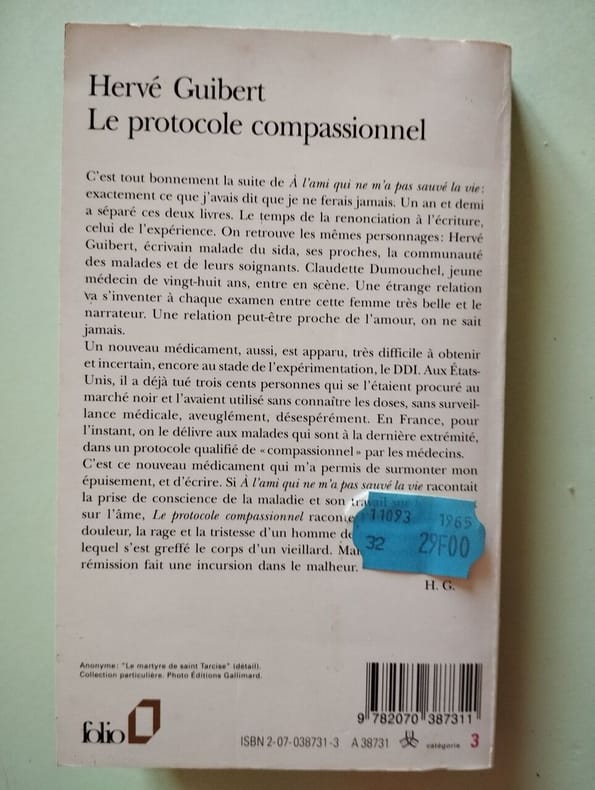 Hervé Guibert
Le protocole compassionnel
C'est tout bonnement la suite de À l'ami qui ne m'a pas sauvé la vie:
exactement ce que j'avais dit que je ne ferais jamais. Un an et demi
a séparé ces deux livres. Le temps de la renonciation à l'écriture,
celui de l'expérience. On retrouve les mêmes personnages: Hervé
Guibert, écrivain malade du sida, ses proches, la communauté
des malades et de leurs soignants. Claudette Dumouchel, jeune
médecin de vingt-huit ans, entre en scène. Une étrange relation
va s'inventer à chaque examen entre cette femme très belle et le
narrateur. Une relation peut-être proche de l'amour, on ne sait
jamais.
Un nouveau médicament, aussi, est apparu, très difficile à obtenir
et incertain, encore au stade de l'expérimentation, le DDI. Aux États-
Unis, il a déjà tué trois cents personnes qui se l'étaient procuré au
marché noir et l'avaient utilisé sans connaître les doses, sans surveil-
lance médicale, aveuglément, désespérément. En France, pour
l'instant, on le délivre aux malades qui sont à la dernière extrémité,
dans un protocole qualifié de «compassionnel» par les médecins.
C'est ce nouveau médicament qui m'a permis de surmonter mon
épuisement, et d'écrire. Si À l'ami qui ne m'a pas sauvé la vie racontait
la prise de conscience de la maladie et son travail
sur l'âme, Le protocole compassionnel raconte
douleur, la rage et la tristesse d'un homme de
lequel s'est greffé le corps d'un vieillard.
rémission fait une incursion dans le malheur.
H. G.
11093 1965
32 29F00
Anonyme: "Le martyre de saint Tarcise" (détail).
Collection particulière. Photo Éditions Gallimard.
folio
9 782070 387311
ISBN 2-07-038731-3 A 38731 catégorie 3